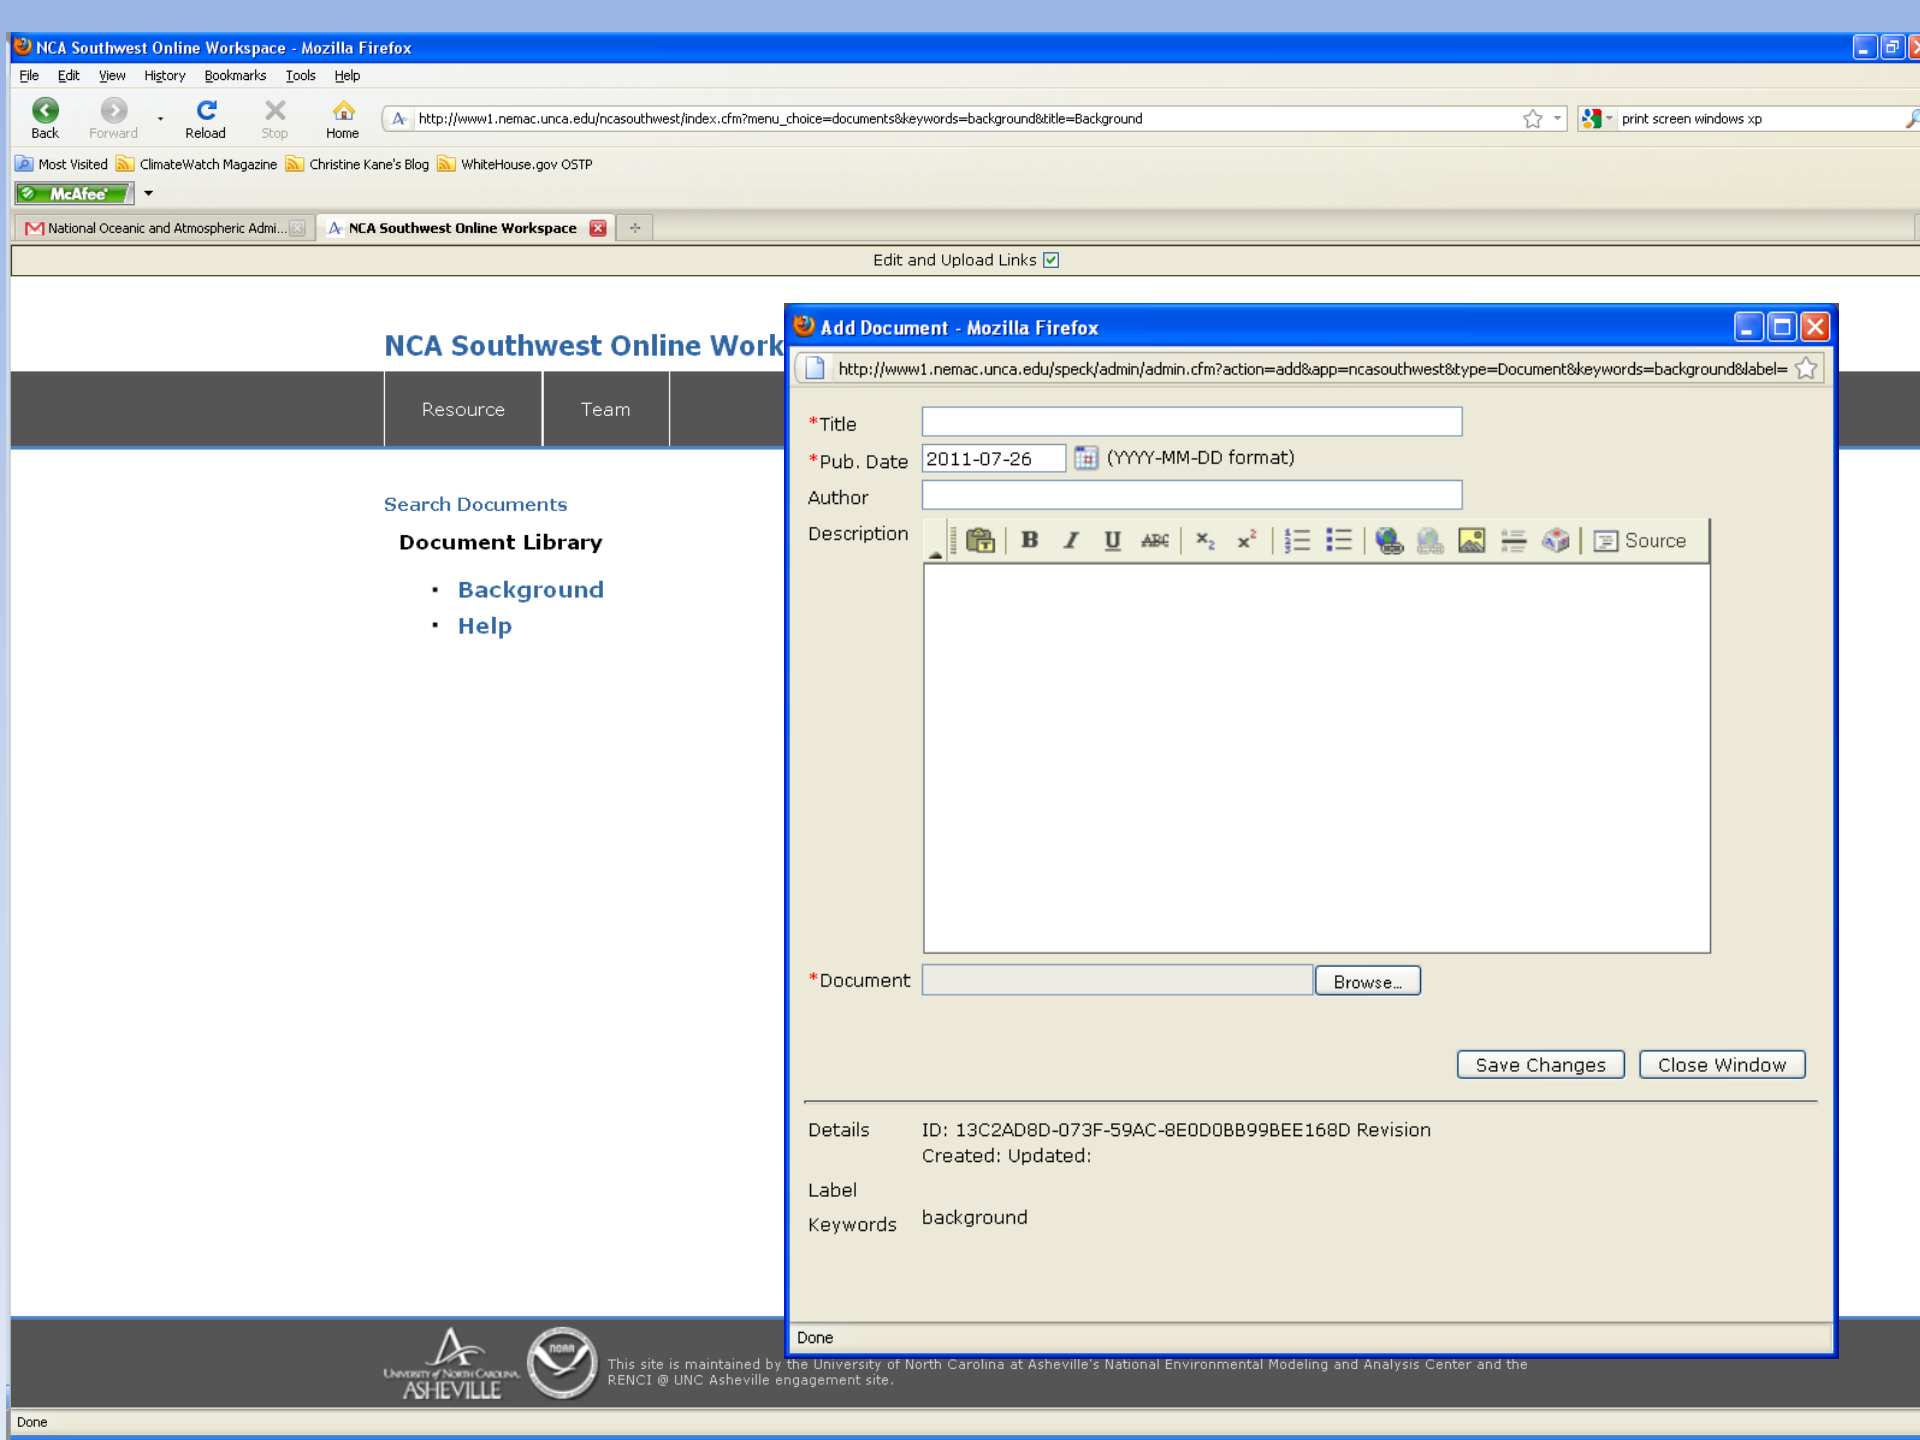 NCA Southwest Online Workspace - Mozilla Firefox
File Edit View History Bookmarks Tools Help
Back Forward Reload Stop Home
http://www1.nemac.unca.edu/ncasouthwest/index.cfm?menu_choice=documents&keywords=background&title=Background
print screen windows xp
Most Visited ClimateWatch Magazine Christine Kane's Blog WhiteHouse.gov OSTP
McAfee
National Oceanic and Atmospheric Admi... NCA Southwest Online Workspace
Edit and Upload Links
NCA Southwest Online Work
Resource Team
Search Documents
Document Library
Background
Help
Add Document - Mozilla Firefox
http://www1.nemac.unca.edu/speck/admin/admin.cfm?action=add&app=ncasouthwest&type=Document&keywords=background&label=
*Title
*Pub. Date 2011-07-26 (YYYY-MM-DD format)
Author
Description B I U ABC x2 x2 Source
*Document Browse...
Save Changes Close Window
Details ID: 13C2AD8D-073F-59AC-8E0D0BB99BEE168D Revision
Created: Updated:
Label
Keywords background
Done
UNIVERSITY of NORTH CAROLINA
ASHEVILLE
NOAA
This site is maintained by the University of North Carolina at Asheville's National Environmental Modeling and Analysis Center and the
RENCI @ UNC Asheville engagement site.
Done